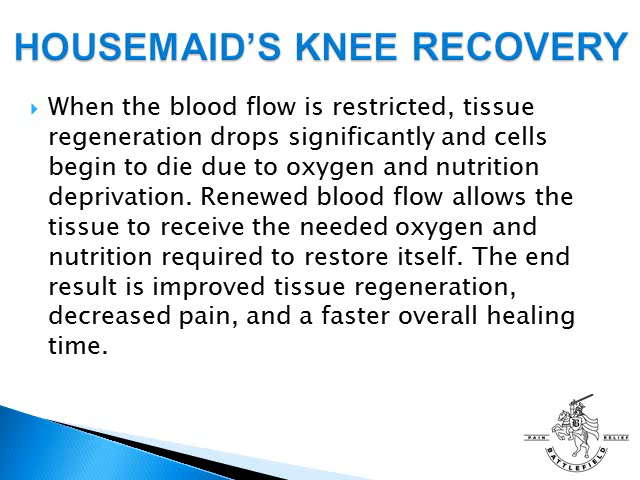 HOUSEMAID'S KNEE RECOVERY
When the blood flow is restricted, tissue
regeneration drops significantly and cells
begin to die due to oxygen and nutrition
deprivation. Renewed blood flow allows the
tissue to receive the needed oxygen and
nutrition required to restore itself. The end
result is improved tissue regeneration,
decreased pain, and a faster overall healing
time.
B
PAIN RELIEF
BATTLEFIELD